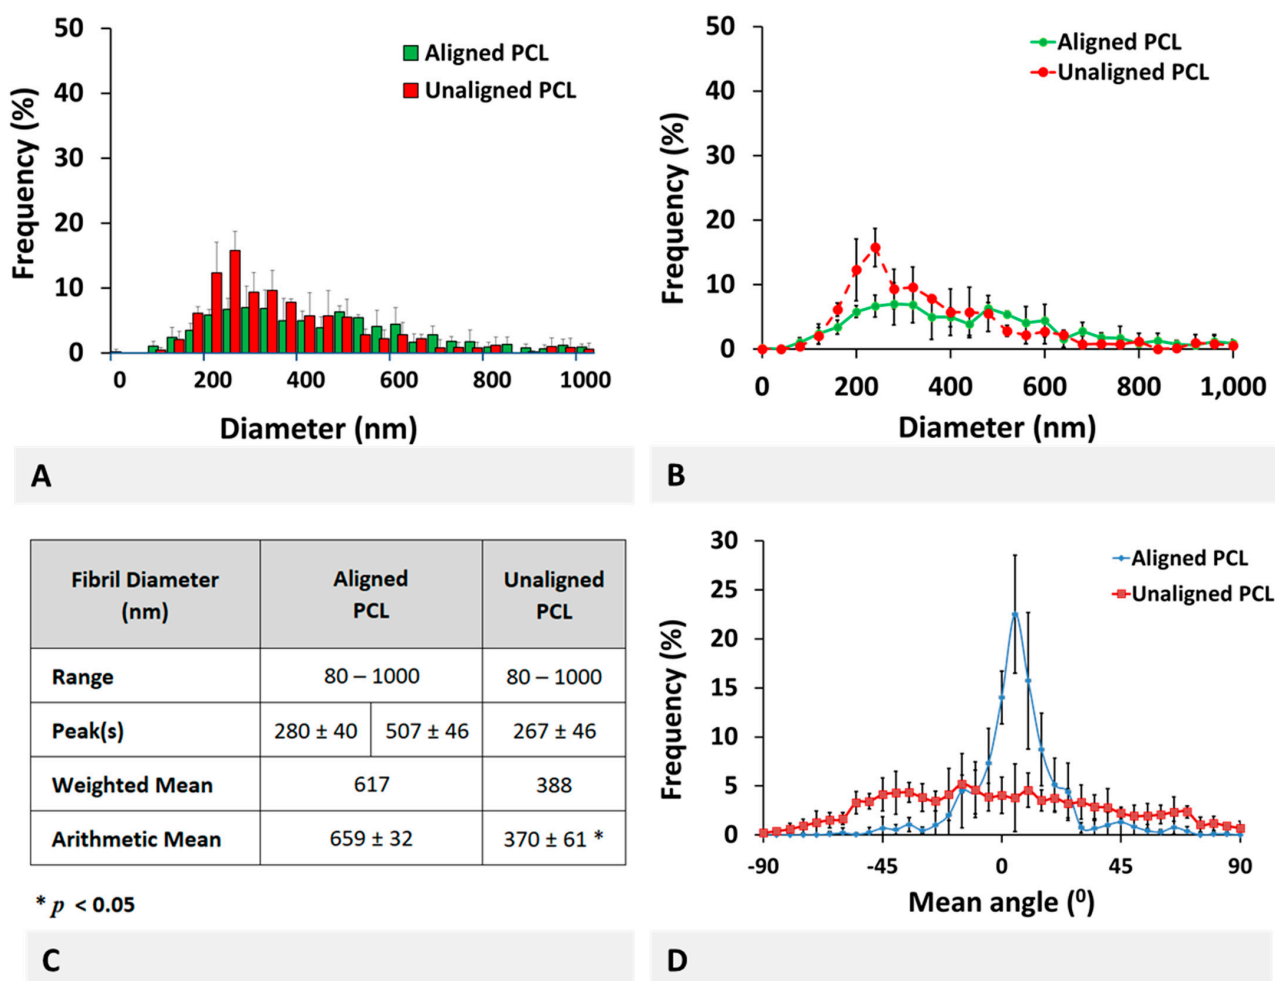 50
40
30
20
10
0
Frequency (%)
Aligned PCL
Unaligned PCL
0 200 400 600 800 1000
Diameter (nm)
A
50
40
30
20
10
0
Frequency (%)
Aligned PCL
Unaligned PCL
0 200 400 600 800 1,000
Diameter (nm)
B
Fibril Diameter (nm) Aligned PCL Unaligned PCL
Range 80 – 1000 80 – 1000
Peak(s) 280 ± 40 507 ± 46 267 ± 46
Weighted Mean 617 388
Arithmetic Mean 659 ± 32 370 ± 61 *
* p < 0.05
C
30
25
20
15
10
5
0
Frequency (%)
Aligned PCL
Unaligned PCL
-90 -45 0 45 90
Mean angle (⁰)
D